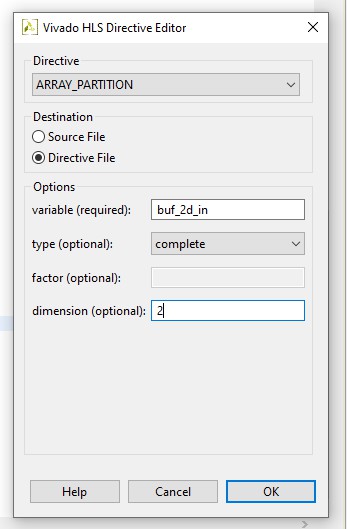 Vivado HLS Directive Editor
Directive
ARRAY_PARTITION
Destination
Source File
Directive File
Options
variable (required): buf_2d_in
type (optional): complete
factor (optional):
dimension (optional): 2
Help Cancel OK